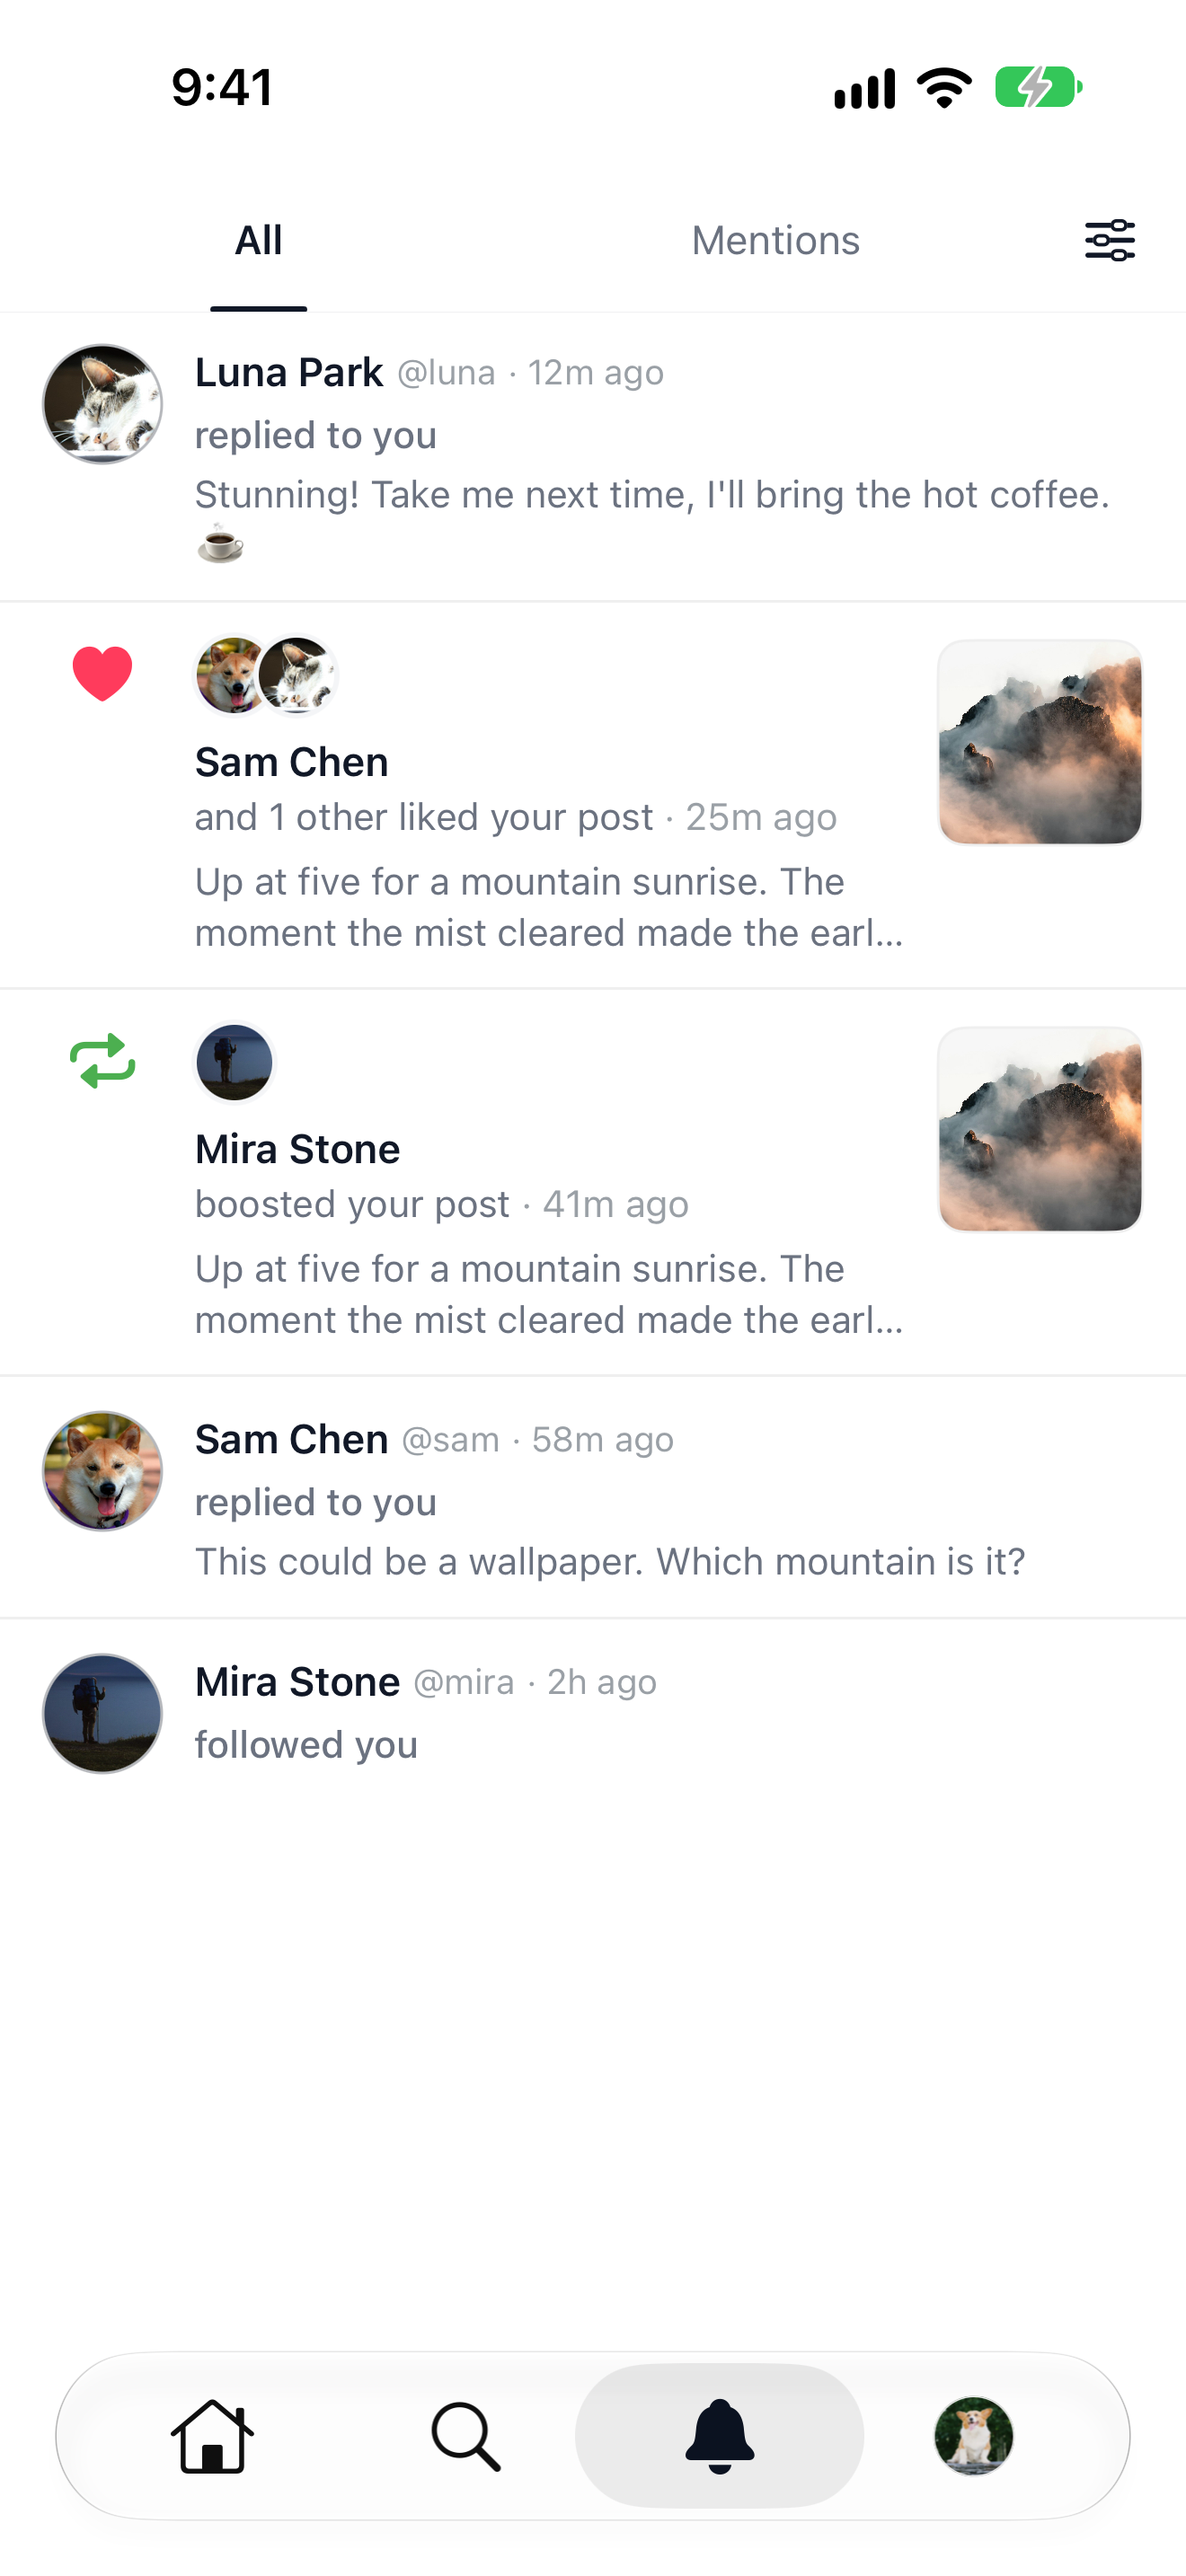 9:41
All
Mentions
Luna Park @luna · 12m ago
replied to you
Stunning! Take me next time, I'll bring the hot coffee.
☕
Sam Chen
and 1 other liked your post · 25m ago
Up at five for a mountain sunrise. The
moment the mist cleared made the earl...
Mira Stone
boosted your post · 41m ago
Up at five for a mountain sunrise. The
moment the mist cleared made the earl...
Sam Chen @sam · 58m ago
replied to you
This could be a wallpaper. Which mountain is it?
Mira Stone @mira · 2h ago
followed you